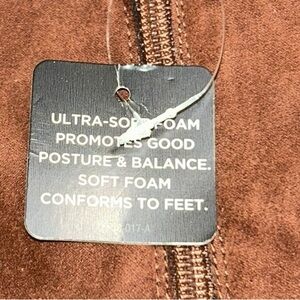 ULTRA-SOFT FOAM
PROMOTES GOOD
POSTURE & BALANCE.
SOFT FOAM
CONFORMS TO FEET.